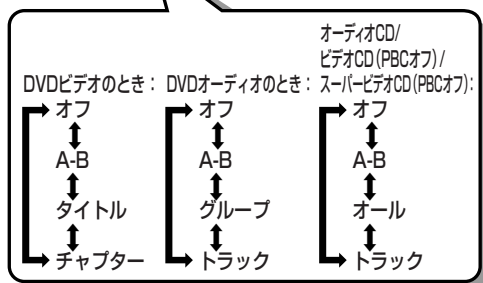 DVDビデオのとき：
オフ
A-B
タイトル
チャプター
DVDオーディオのとき：
オフ
A-B
グループ
トラック
オーディオCD/
ビデオCD（PBCオフ）/
スーパービデオCD（PBCオフ）：
オフ
A-B
オール
トラック